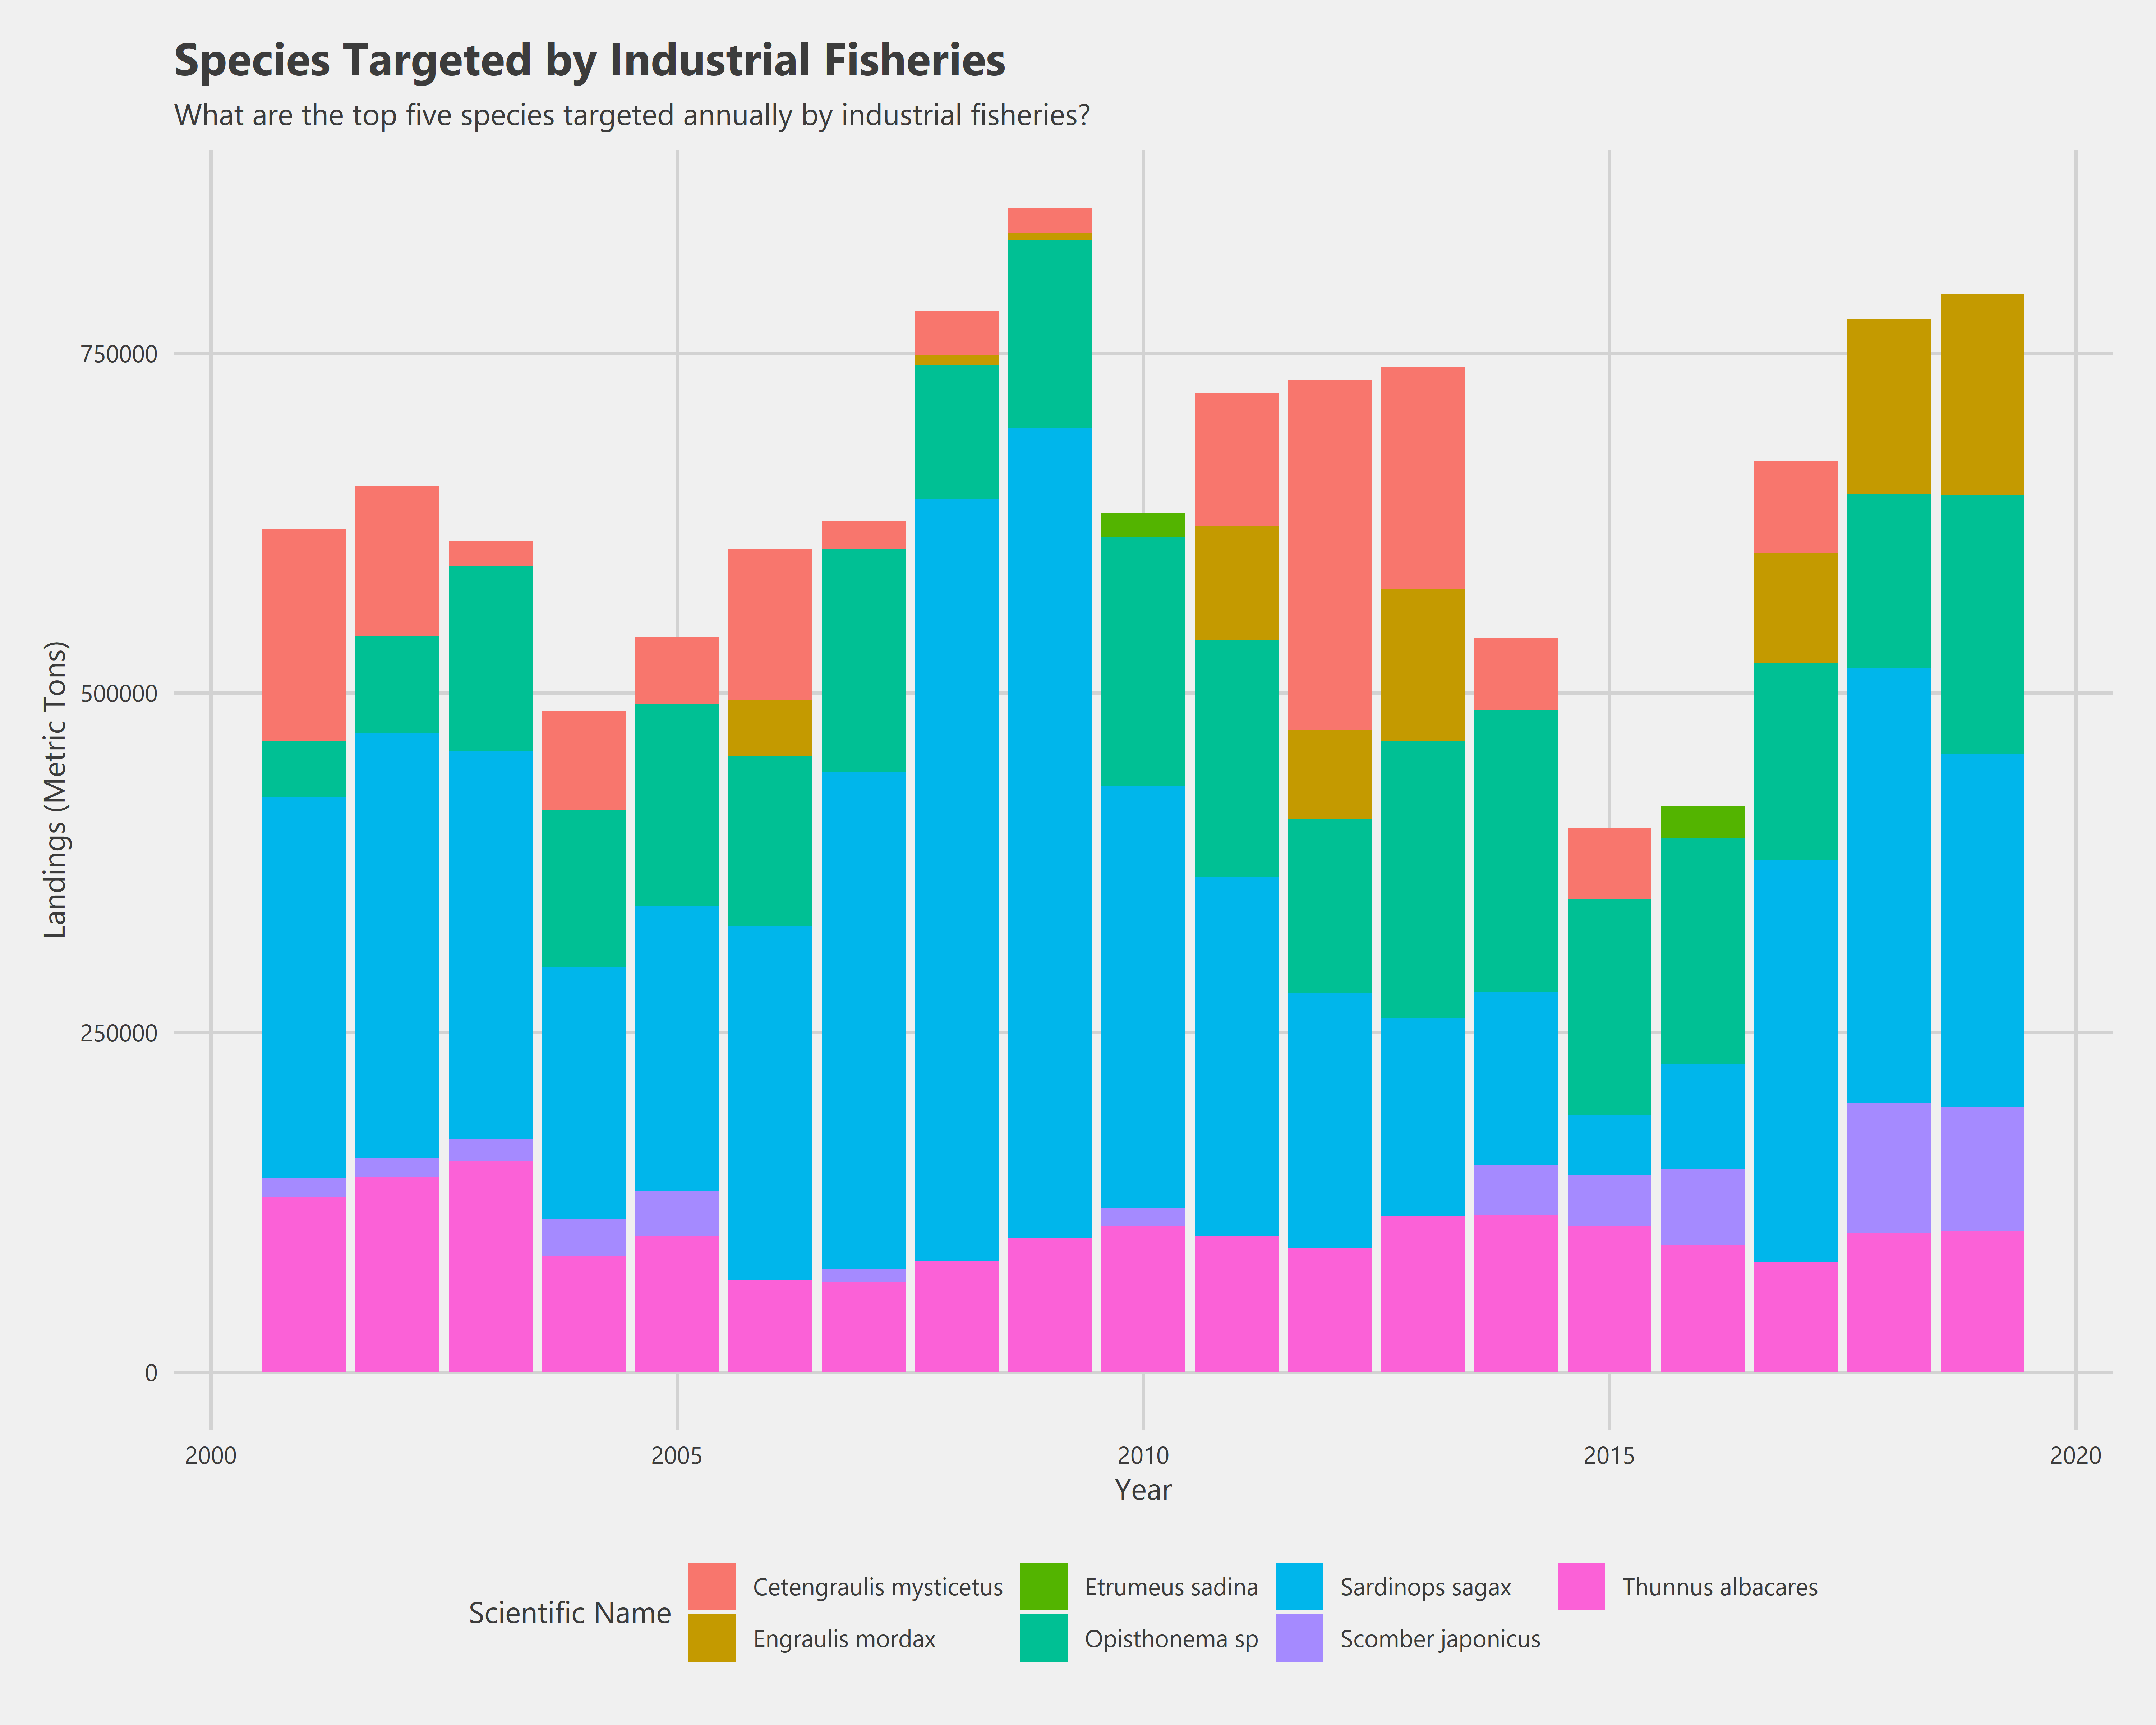 Species Targeted by Industrial Fisheries
What are the top five species targeted annually by industrial fisheries?
Landings (Metric Tons)
750000
500000
250000
0
2000 2005 2010 2015 2020
Year
Scientific Name
Cetengraulis mysticetus Etrumeus sadina Sardinops sagax Thunnus albacares
Engraulis mordax Opisthonema sp Scomber japonicus